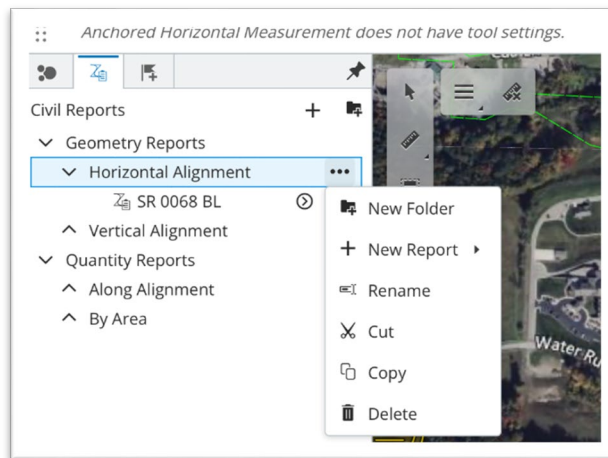 Anchored Horizontal Measurement does not have tool settings.
Civil Reports
Geometry Reports
Horizontal Alignment
SR 0068 BL
Vertical Alignment
Quantity Reports
Along Alignment
By Area
New Folder
New Report
Rename
Cut
Copy
Delete
Water Ru